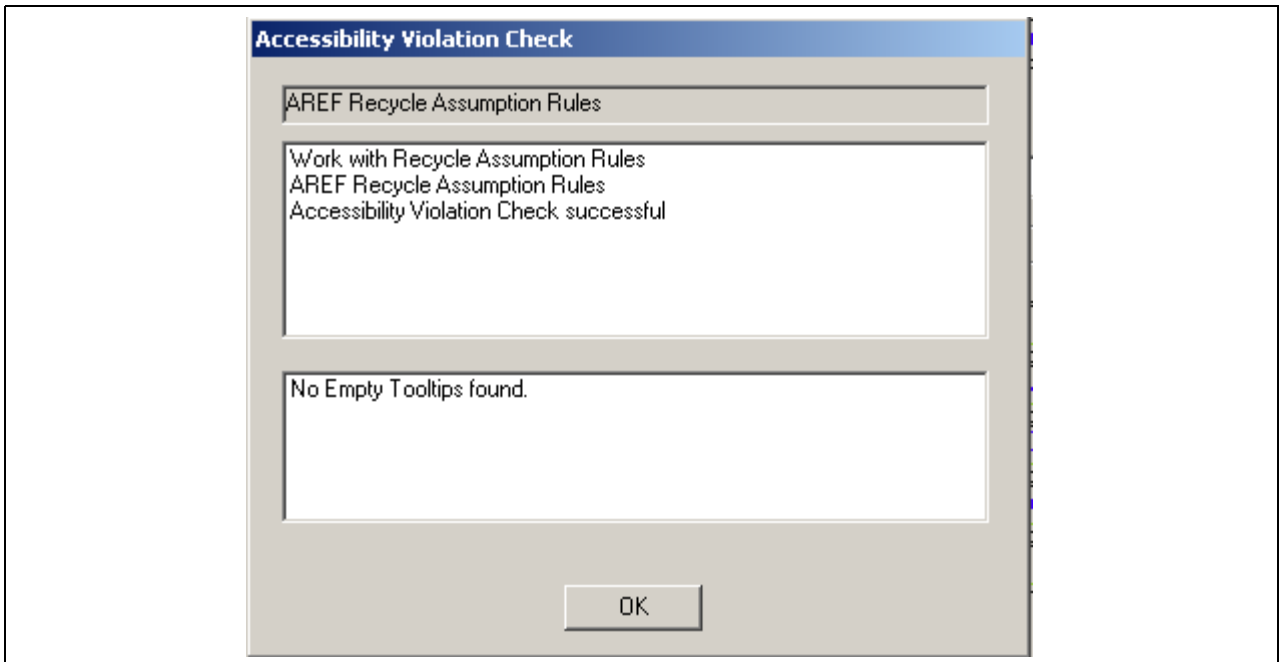 Accessibility Violation Check
AREF Recycle Assumption Rules
Work with Recycle Assumption Rules
AREF Recycle Assumption Rules
Accessibility Violation Check successful
No Empty Tooltips found.
OK